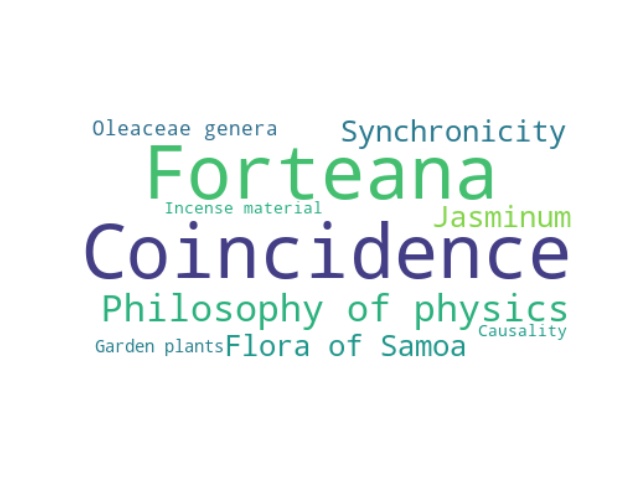 Oleaceae genera
Synchronicity
Forteana
Incense material
Jasminum
Coincidence
Philosophy of physics
Causality
Garden plants
Flora of Samoa